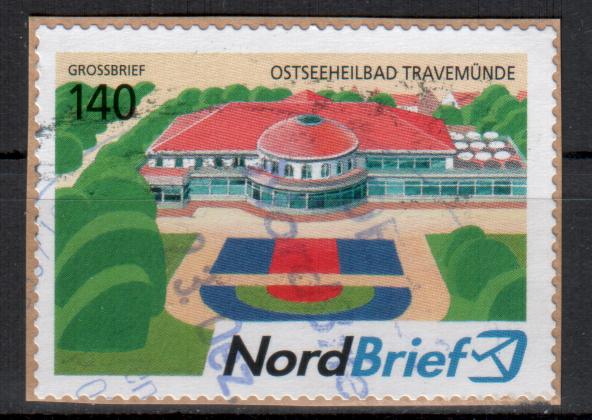 GROSSBRIEF
OSTSEEHEILBAD TRAVEMÜNDE
140
NordBrief